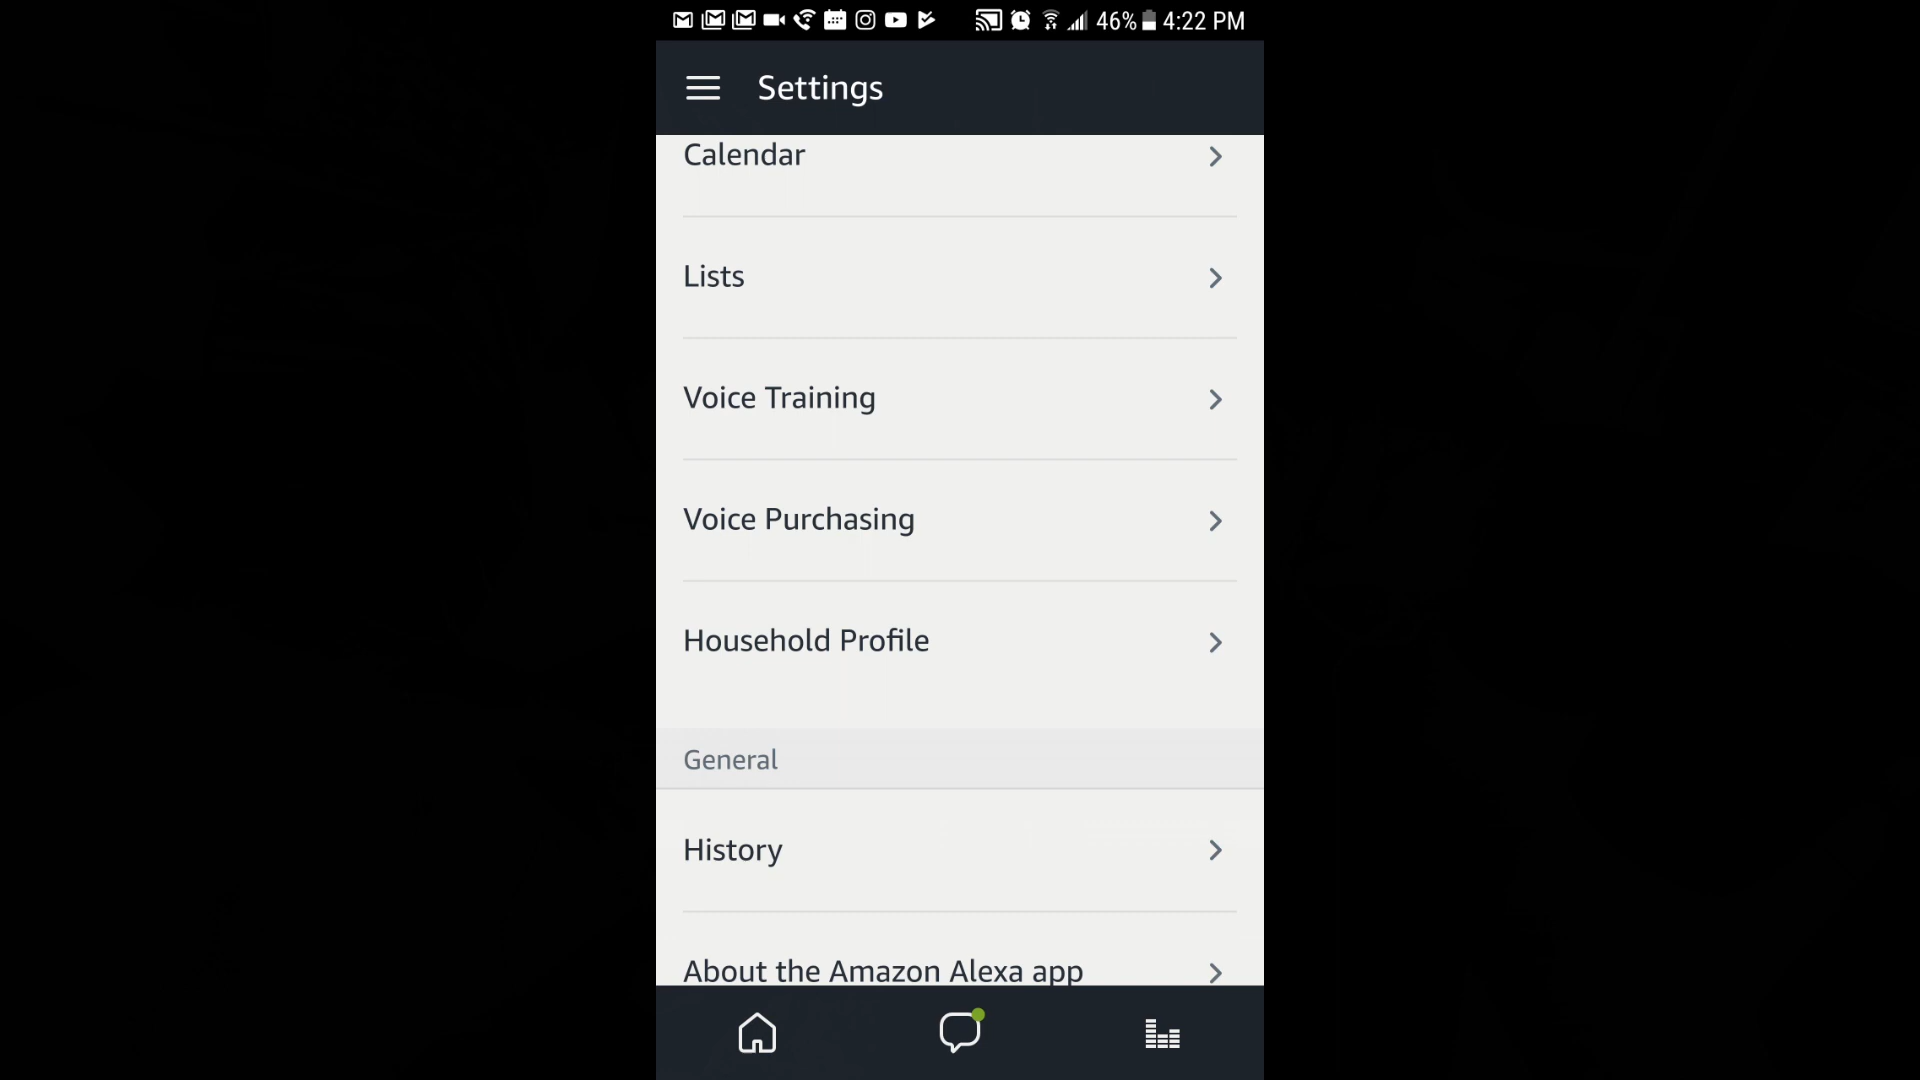 46% 4:22 PM
Settings
Calendar
Lists
Voice Training
Voice Purchasing
Household Profile
General
History
About the Amazon Alexa app